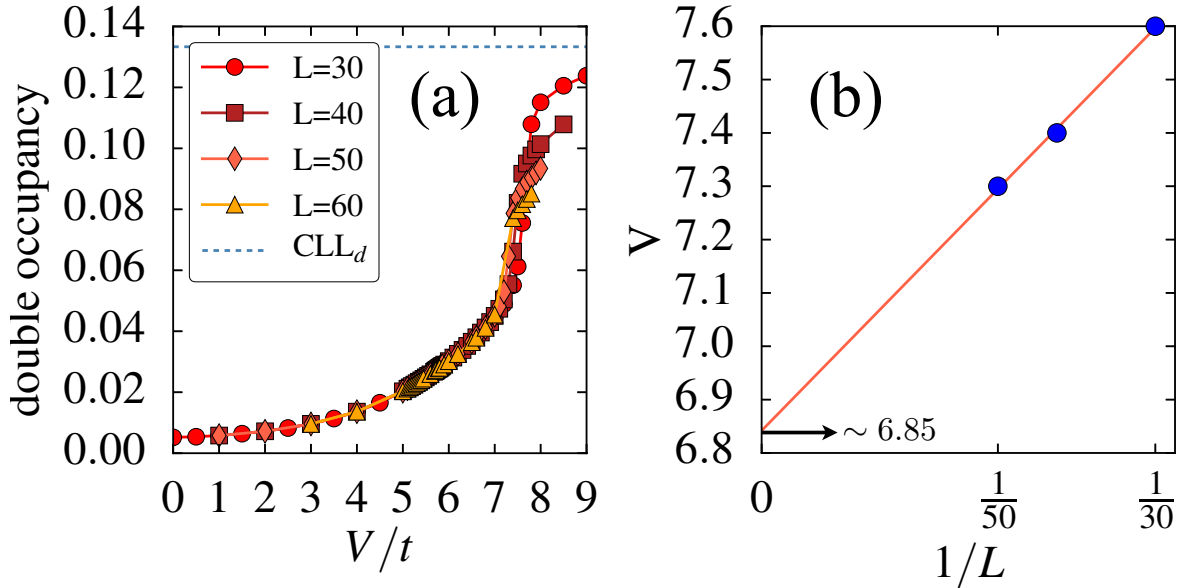 0.14
0.12
0.10
0.08
0.06
0.04
0.02
0.00
double occupancy
L=30
L=40
L=50
L=60
CLL_d
(a)
0 1 2 3 4 5 6 7 8 9
V/t
7.6
7.5
7.4
7.3
7.2
7.1
7.0
6.9
6.8
V
(b)
∼ 6.85
0 1/50 1/30
1/L